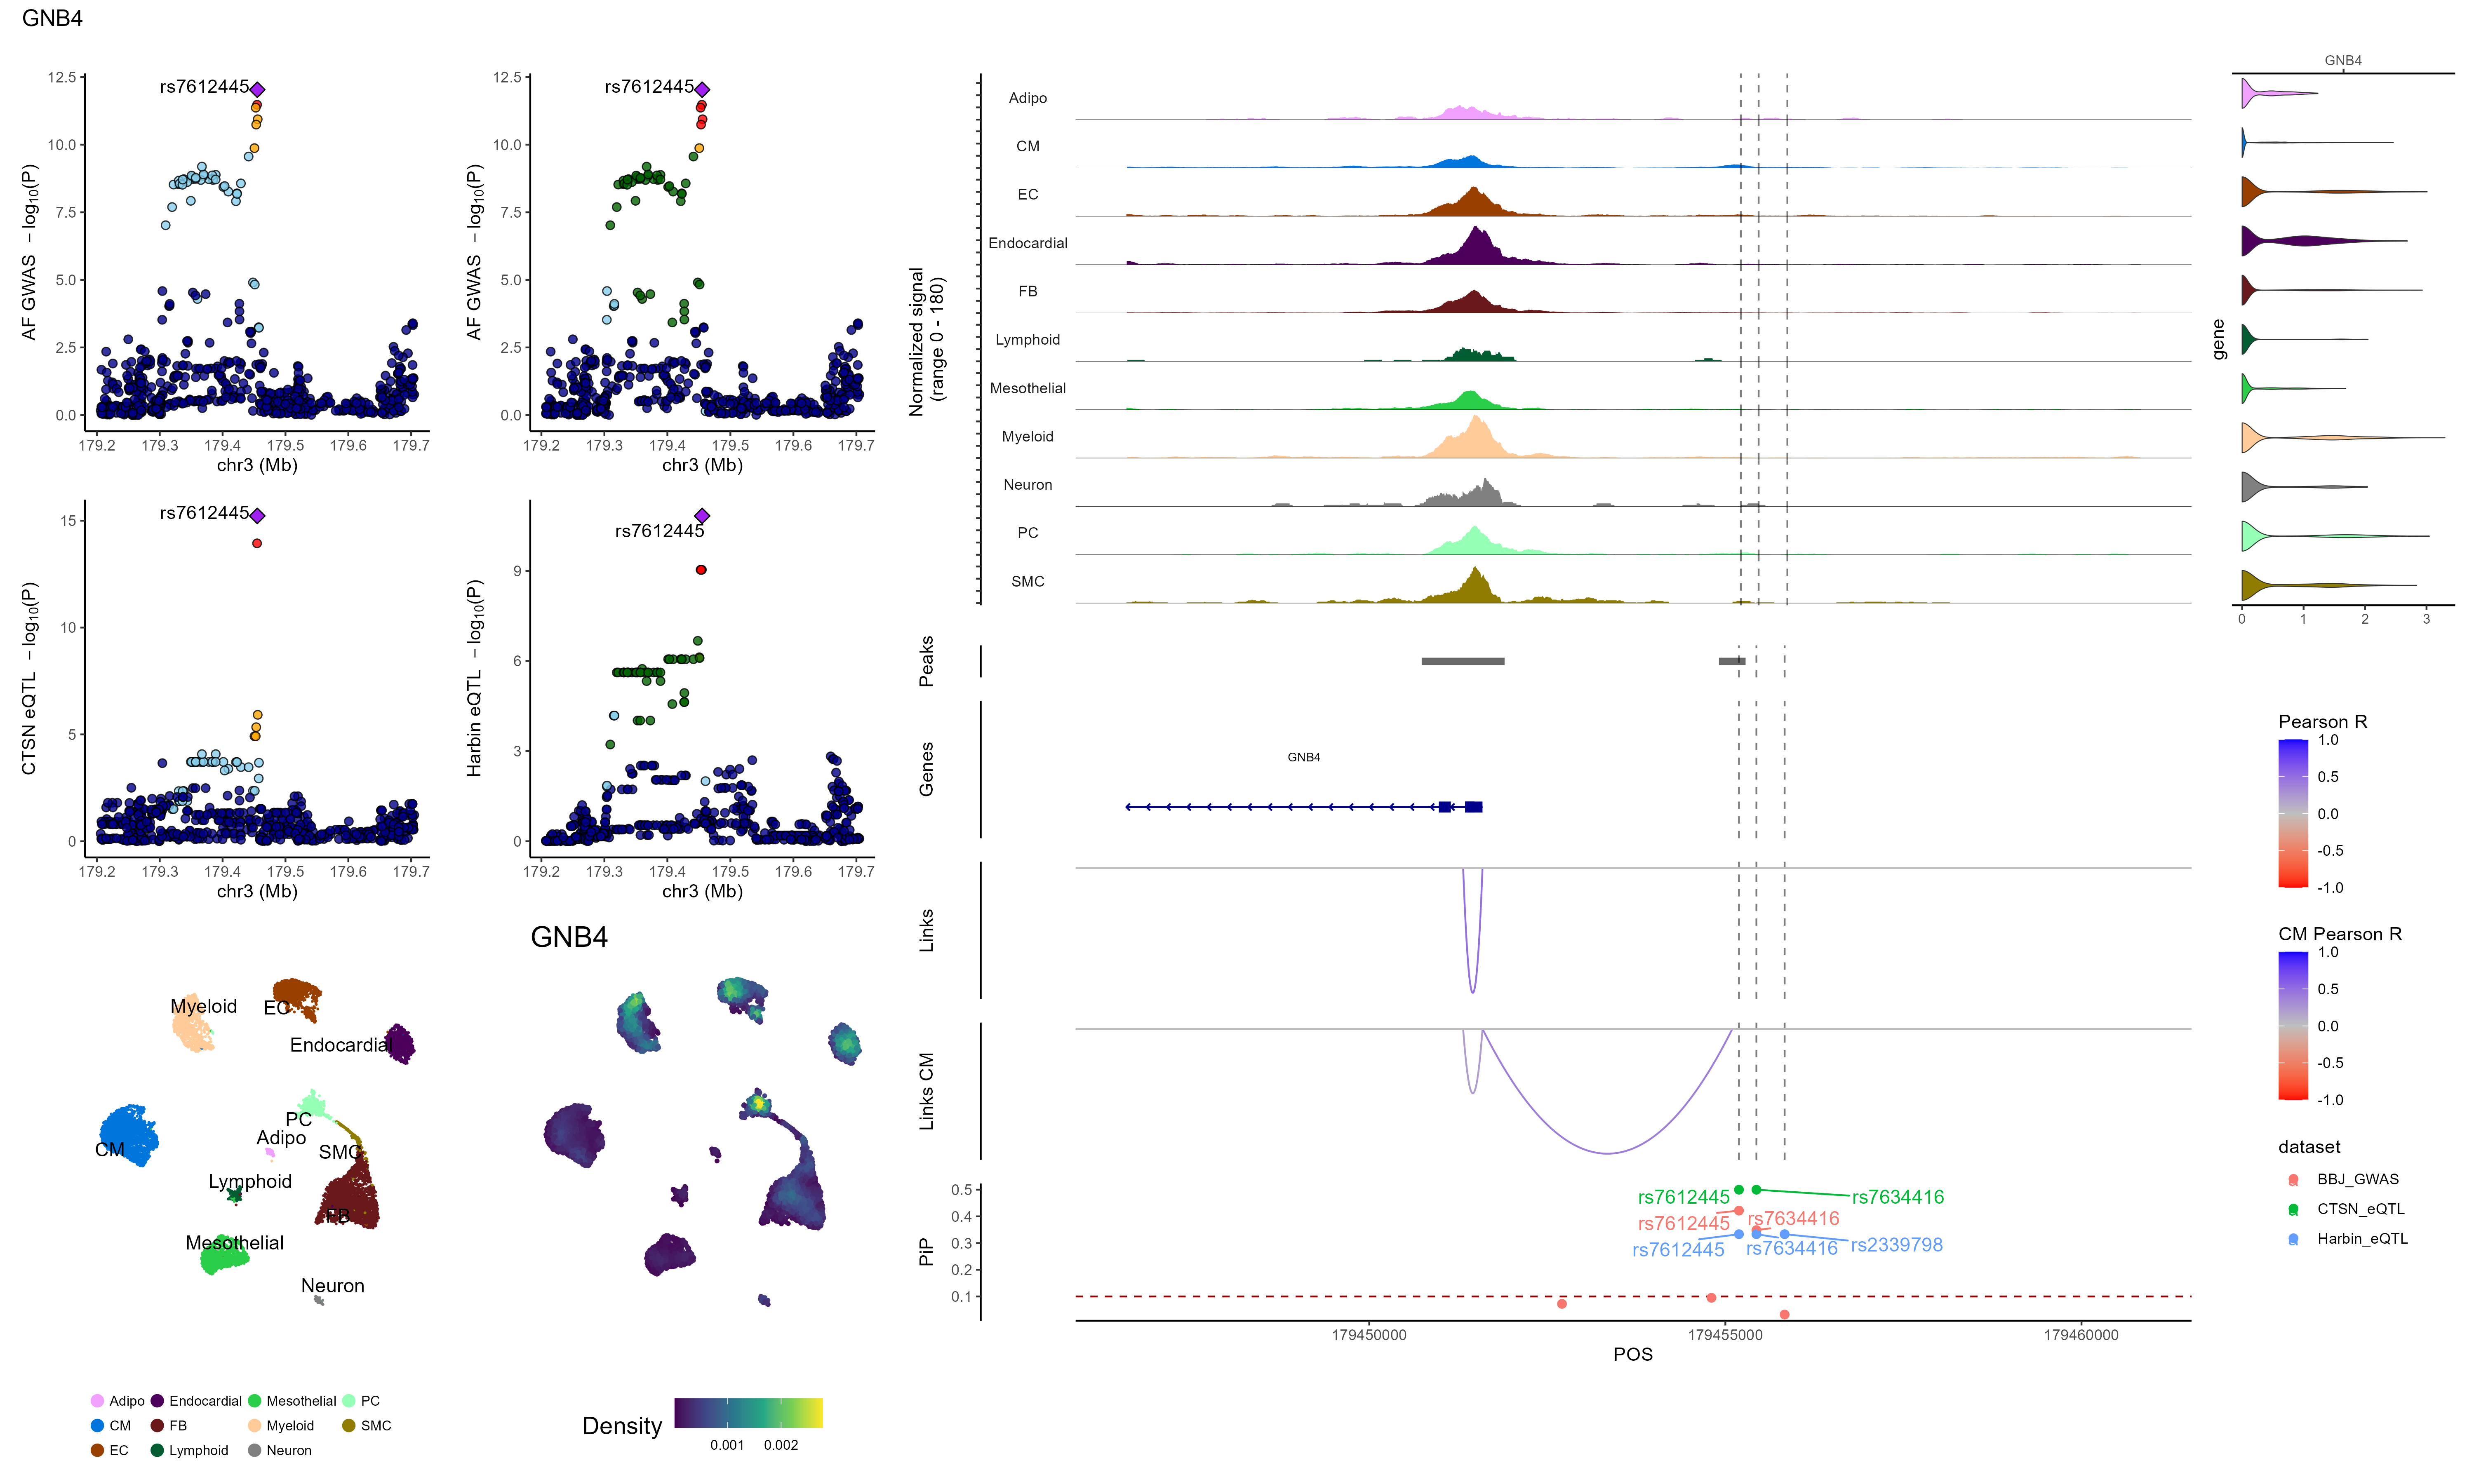 GNB4
12.5
10.0
7.5
5.0
2.5
0.0
AF GWAS −log10(P)
rs7612445
179.2 179.3 179.4 179.5 179.6 179.7
chr3 (Mb)
12.5
10.0
7.5
5.0
2.5
0.0
AF GWAS −log10(P)
rs7612445
179.2 179.3 179.4 179.5 179.6 179.7
chr3 (Mb)
15
10
5
0
CTSN eQTL −log10(P)
rs7612445
179.2 179.3 179.4 179.5 179.6 179.7
chr3 (Mb)
9
6
3
0
Harbin eQTL −log10(P)
rs7612445
179.2 179.3 179.4 179.5 179.6 179.7
chr3 (Mb)
Myeloid
EC
Endocardial
PC
Adipo
CM
SMC
Lymphoid
FB
Mesothelial
Neuron
Adipo Endocardial Mesothelial PC
CM FB Myeloid SMC
EC Lymphoid Neuron
GNB4
Density
0.001 0.002
Normalized signal
(range 0 - 180)
Adipo
CM
EC
Endocardial
FB
Lymphoid
Mesothelial
Myeloid
Neuron
PC
SMC
Peaks
Genes
GNB4
Links
Links CM
PiP
0.5
0.4
0.3
0.2
0.1
rs7612445 rs7634416
rs7612445 rs7634416
rs7612445 rs7634416 rs2339798
179450000 179455000 179460000
POS
GNB4
gene
0 1 2 3
Pearson R
1.0
0.5
0.0
-0.5
-1.0
CM Pearson R
1.0
0.5
0.0
-0.5
-1.0
dataset
BBJ_GWAS
CTSN_eQTL
Harbin_eQTL